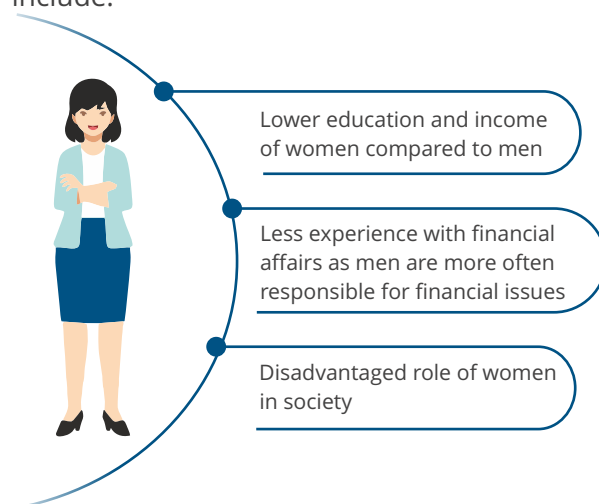 include:
Lower education and income
of women compared to men
Less experience with financial
affairs as men are more often
responsible for financial issues
Disadvantaged role of women
in society